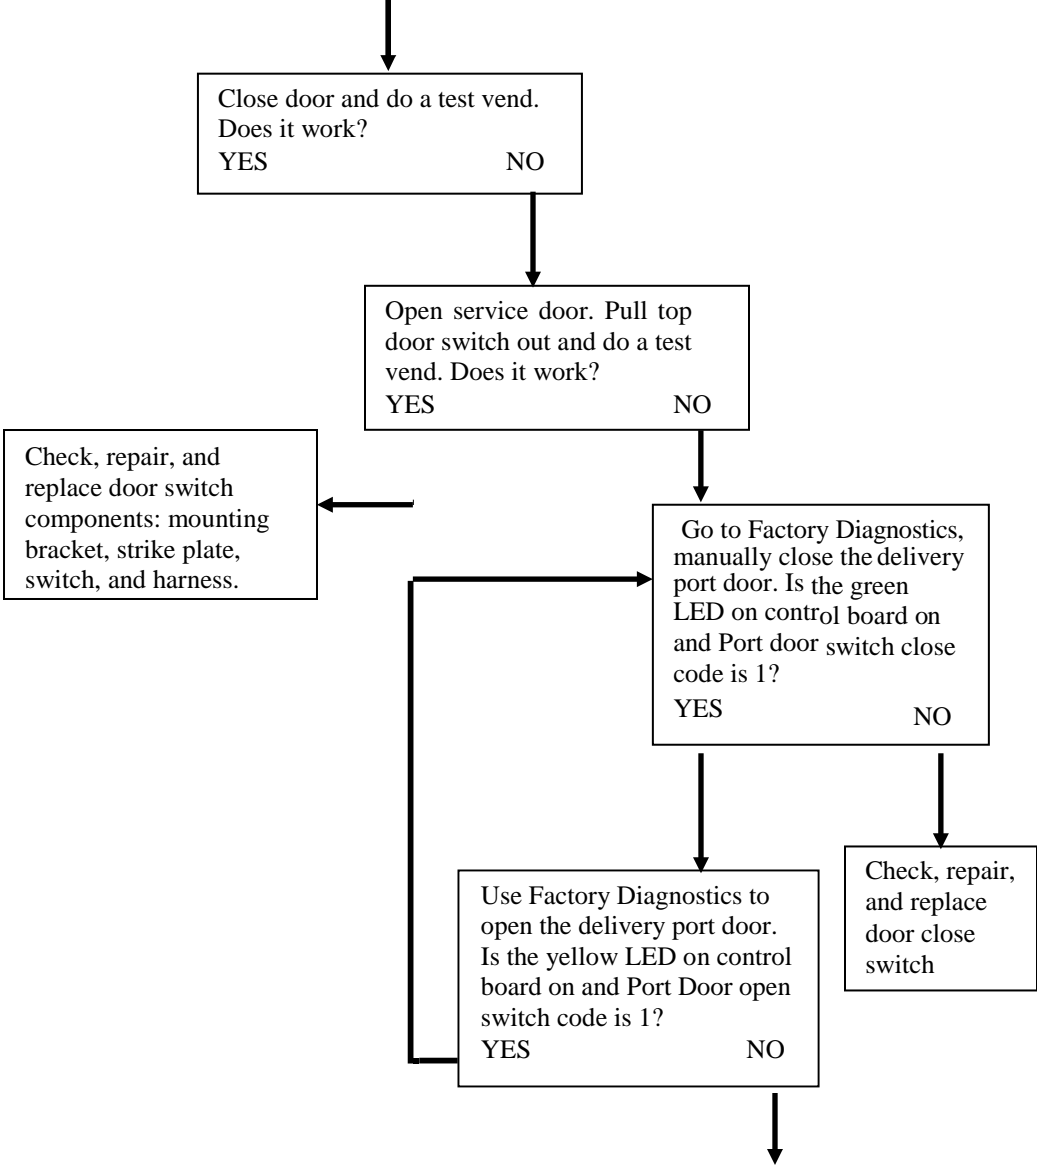 Close door and do a test vend.
Does it work?
YES NO
Open service door. Pull top
door switch out and do a test
vend. Does it work?
YES NO
Check, repair, and
replace door switch
components: mounting
bracket, strike plate,
switch, and harness.
Go to Factory Diagnostics,
manually close the delivery
port door. Is the green
LED on control board on
and Port door switch close
code is 1?
YES NO
Check, repair,
and replace
door close
switch
Use Factory Diagnostics to
open the delivery port door.
Is the yellow LED on control
board on and Port Door open
switch code is 1?
YES NO